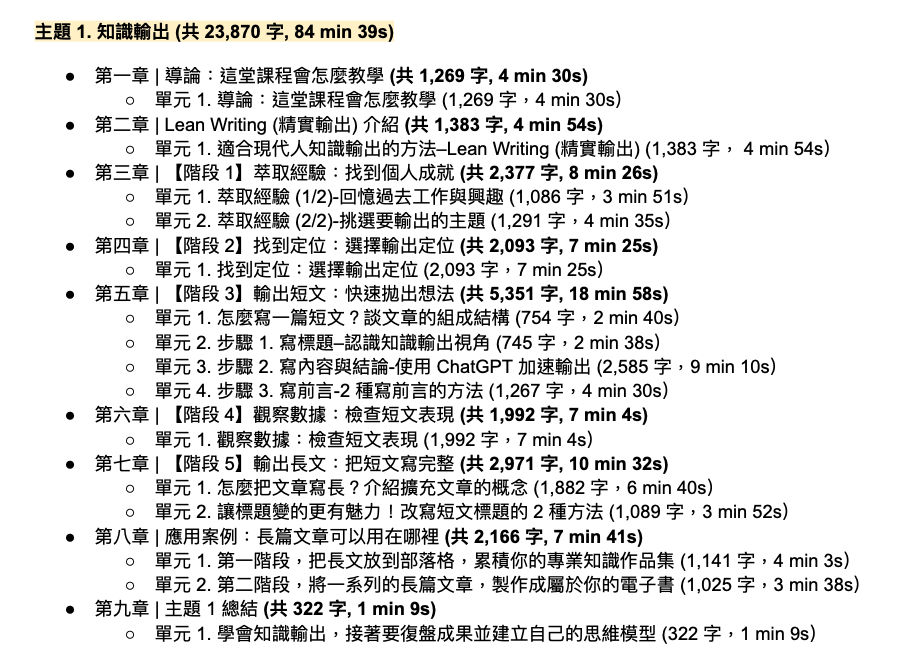 主題 1. 知識輸出 (共 23,870 字, 84 min 39s)
● 第一章 | 導論：這堂課程會怎麼教學 (共 1,269 字, 4 min 30s)
○ 單元 1. 導論：這堂課程會怎麼教學 (1,269 字，4 min 30s）
● 第二章 | Lean Writing (精實輸出) 介紹 (共 1,383 字, 4 min 54s)
○ 單元 1. 適合現代人知識輸出的方法–Lean Writing (精實輸出) (1,383 字， 4 min 54s）
● 第三章 | 【階段 1】萃取經驗：找到個人成就 (共 2,377 字, 8 min 26s)
○ 單元 1. 萃取經驗 (1/2)-回憶過去工作與興趣 (1,086 字，3 min 51s）
○ 單元 2. 萃取經驗 (2/2)-挑選要輸出的主題 (1,291 字，4 min 35s）
● 第四章 | 【階段 2】找到定位：選擇輸出定位 (共 2,093 字, 7 min 25s)
○ 單元 1. 找到定位：選擇輸出定位 (2,093 字，7 min 25s）
● 第五章 | 【階段 3】輸出短文：快速拋出想法 (共 5,351 字, 18 min 58s)
○ 單元 1. 怎麼寫一篇短文？談文章的組成結構 (754 字，2 min 40s）
○ 單元 2. 步驟 1. 寫標題–認識知識輸出視角 (745 字，2 min 38s）
○ 單元 3. 步驟 2. 寫內容與結論-使用 ChatGPT 加速輸出 (2,585 字，9 min 10s）
○ 單元 4. 步驟 3. 寫前言-2 種寫前言的方法 (1,267 字，4 min 30s）
● 第六章 | 【階段 4】觀察數據：檢查短文表現 (共 1,992 字, 7 min 4s)
○ 單元 1. 觀察數據：檢查短文表現 (1,992 字，7 min 4s）
● 第七章 | 【階段 5】輸出長文：把短文寫完整 (共 2,971 字, 10 min 32s)
○ 單元 1. 怎麼把文章寫長？介紹擴充文章的概念 (1,882 字，6 min 40s）
○ 單元 2. 讓標題變的更有魅力！改寫短文標題的 2 種方法 (1,089 字，3 min 52s）
● 第八章 | 應用案例：長篇文章可以用在哪裡 (共 2,166 字, 7 min 41s)
○ 單元 1. 第一階段，把長文放到部落格，累積你的專業知識作品集 (1,141 字，4 min 3s）
○ 單元 2. 第二階段，將一系列的長篇文章，製作成屬於你的電子書 (1,025 字，3 min 38s）
● 第九章 | 主題 1 總結 (共 322 字, 1 min 9s)
○ 單元 1. 學會知識輸出，接著要復盤成果並建立自己的思維模型 (322 字，1 min 9s）